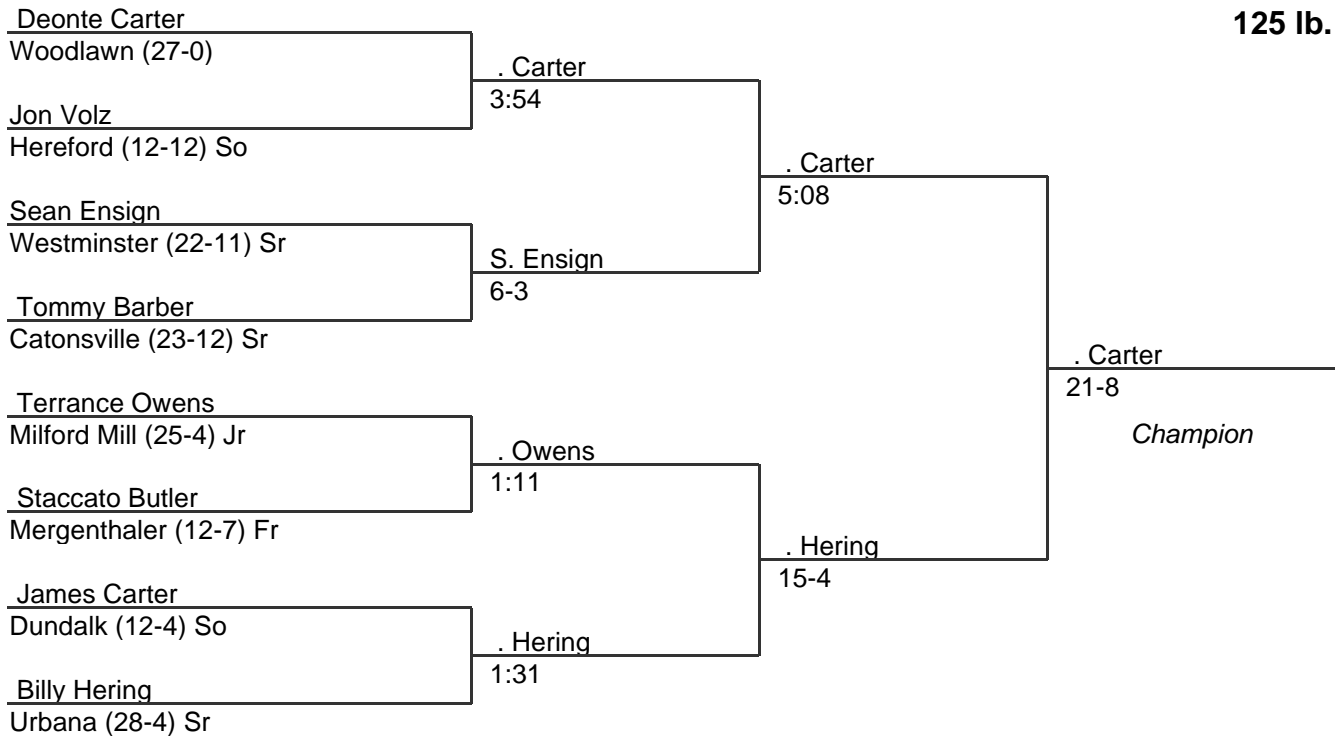 Deonte Carter
125 lb.
Woodlawn (27-0)
. Carter
3:54
Jon Volz
Hereford (12-12) So
. Carter
5:08
Sean Ensign
Westminster (22-11) Sr
S. Ensign
6-3
Tommy Barber
Catonsville (23-12) Sr
. Carter
21-8
Champion
Terrance Owens
Milford Mill (25-4) Jr
. Owens
1:11
Staccato Butler
Mergenthaler (12-7) Fr
. Hering
15-4
James Carter
Dundalk (12-4) So
. Hering
1:31
Billy Hering
Urbana (28-4) Sr